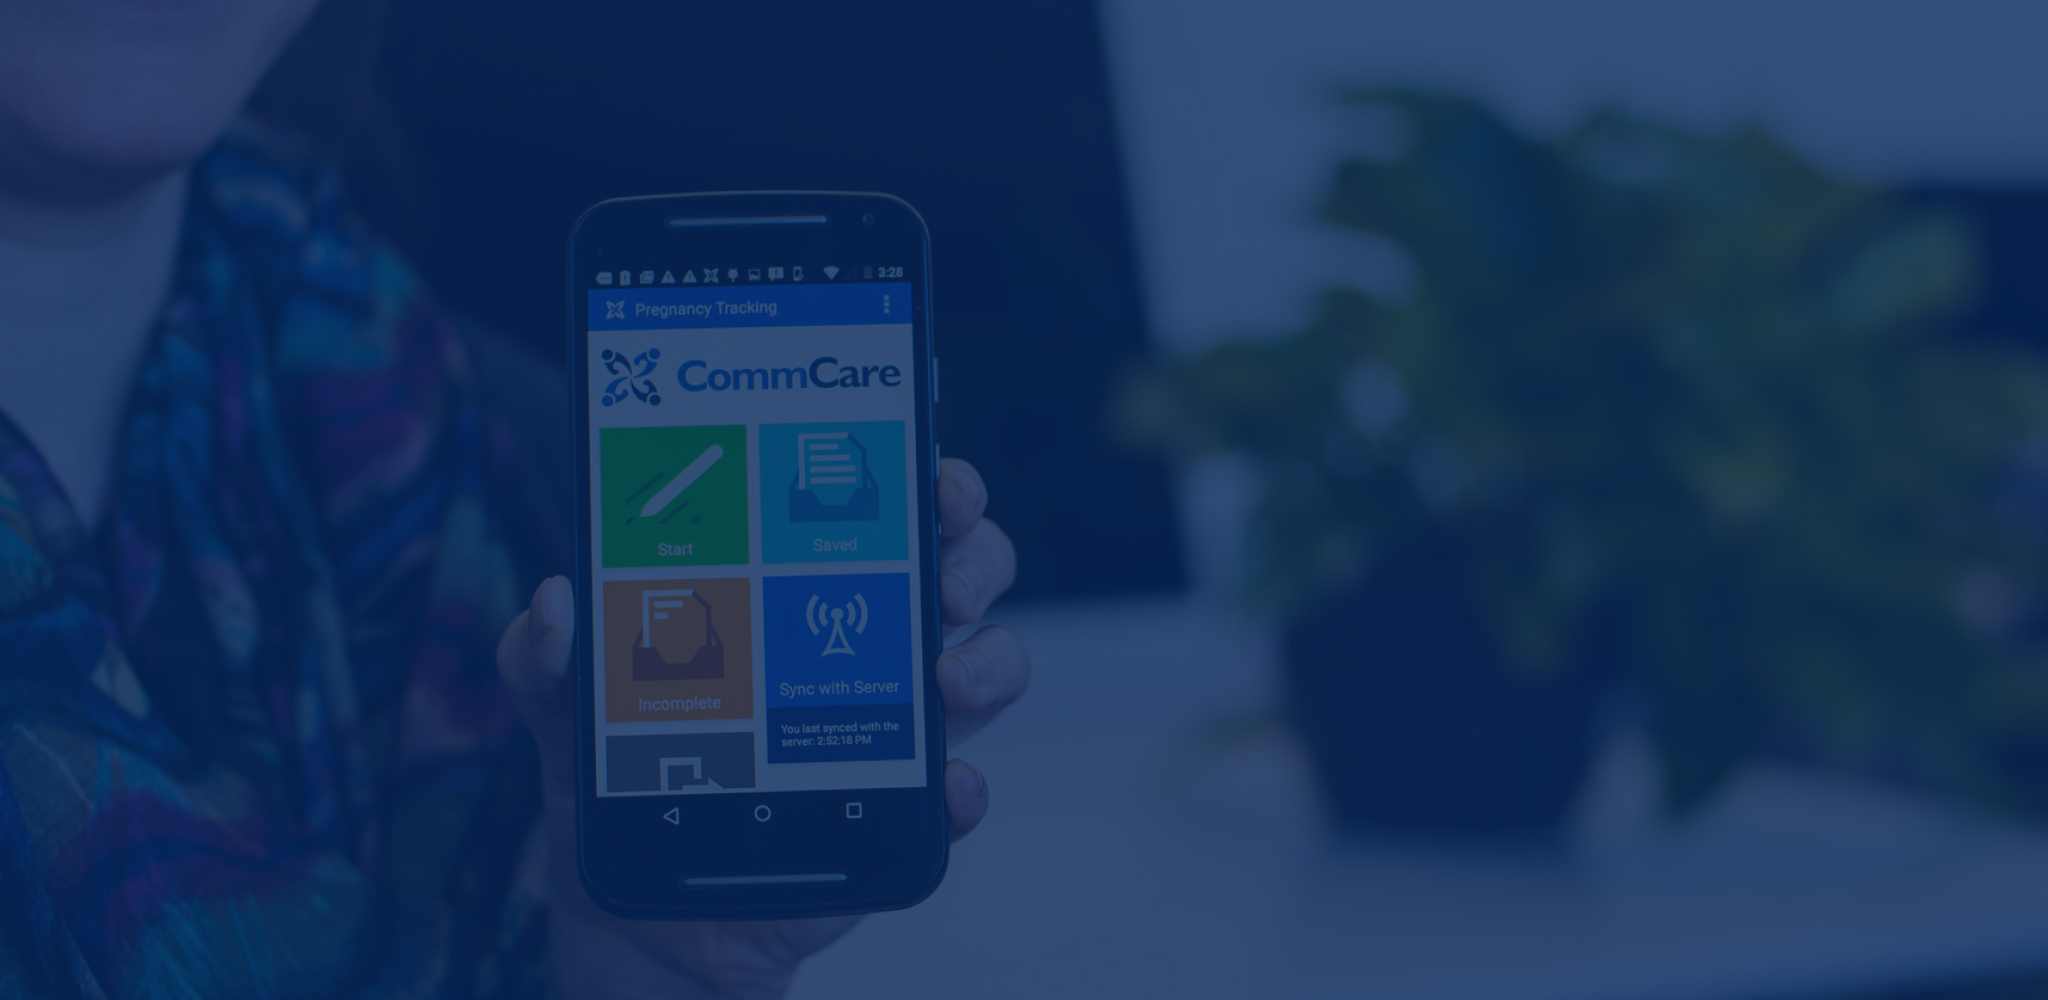 3:28
Pregnancy Tracking
CommCare
Start
Saved
Incomplete
Sync with Server
You last synced with the
server: 2:52:18 PM